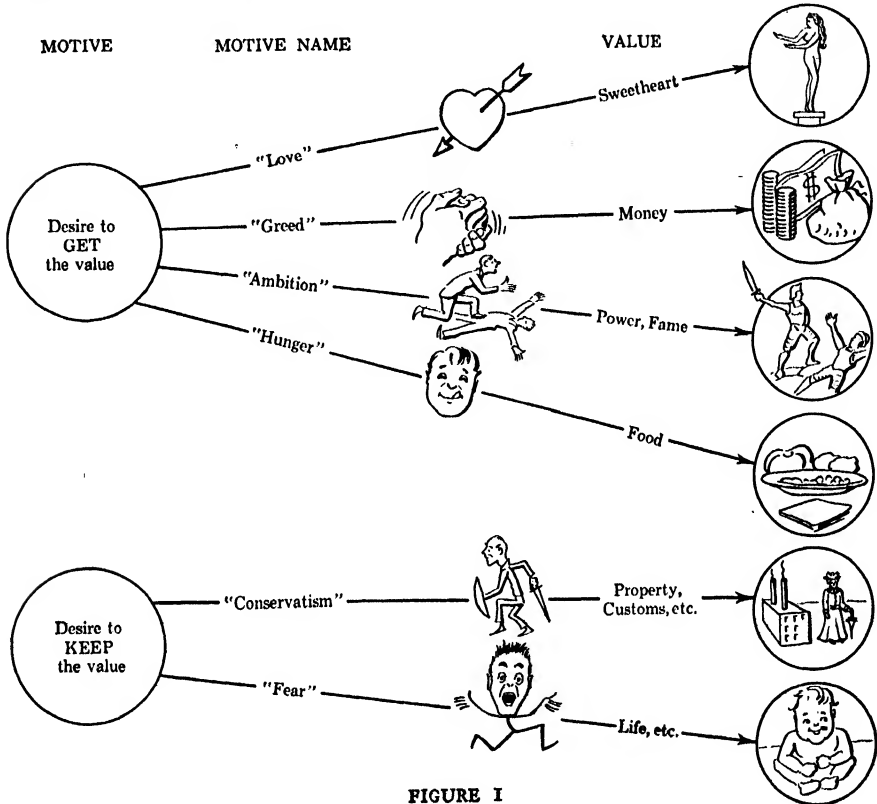 MOTIVE MOTIVE NAME VALUE
Sweetheart
"Love"
Desire to
GET
the value
"Greed"
Money
$
"Ambition"
Power, Fame
"Hunger"
Food
Desire to
KEEP
the value
"Conservatism"
Property,
Customs, etc.
"Fear"
Life, etc.
FIGURE I